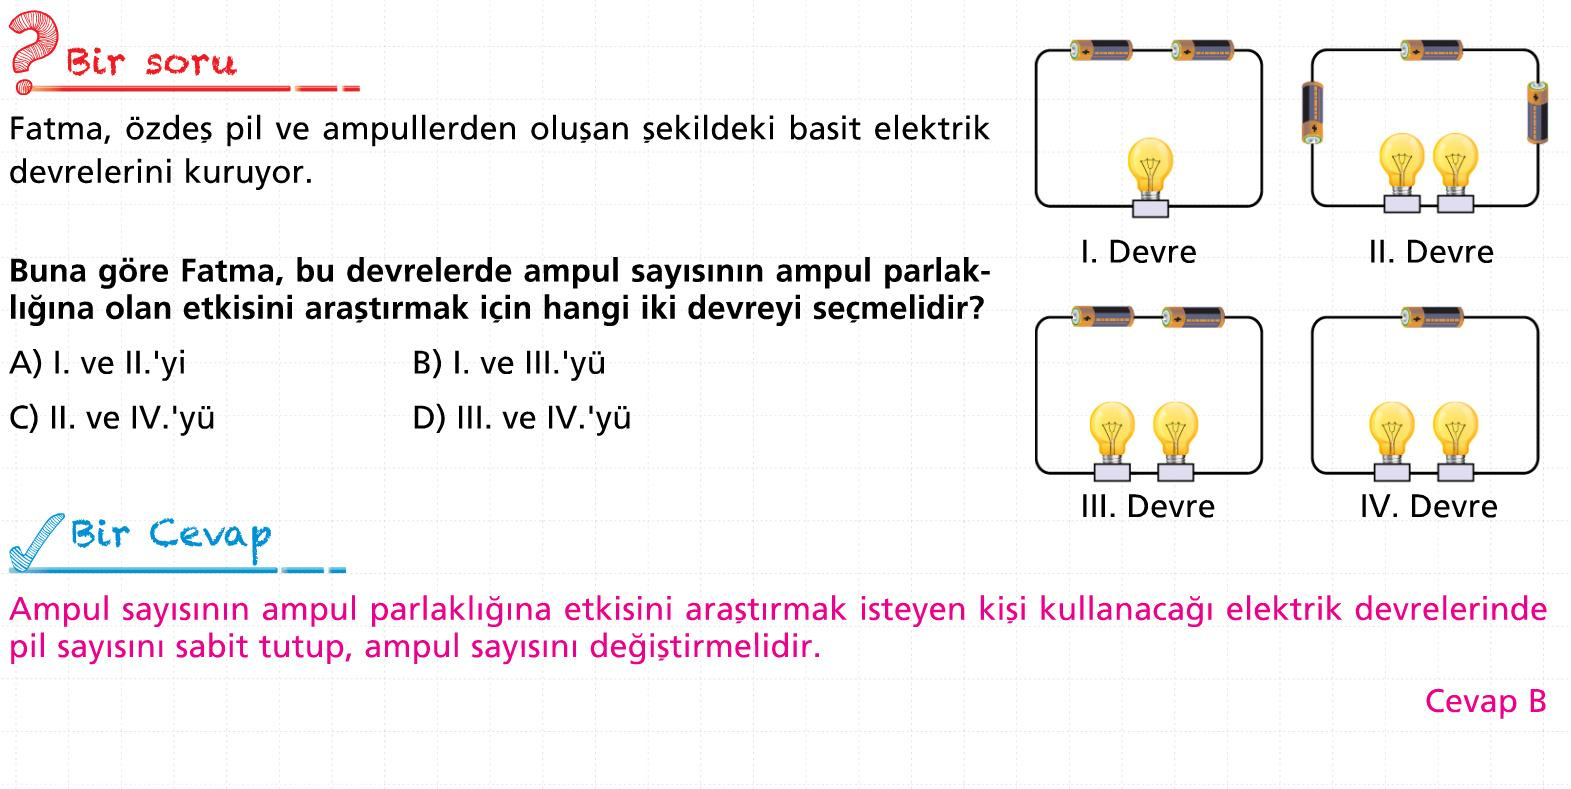 Bir soru
Fatma, özdeş pil ve ampullerden oluşan şekildeki basit elektrik
devrelerini kuruyor.
Buna göre Fatma, bu devrelerde ampul sayısının ampul parlak-
lığına olan etkisini araştırmak için hangi iki devreyi seçmelidir?
A) I. ve II.'yi
B) I. ve III.'yü
C) II. ve IV.'yü
D) III. ve IV.'yü
I. Devre
II. Devre
III. Devre
IV. Devre
Bir Cevap
Ampul sayısının ampul parlaklığına etkisini araştırmak isteyen kişi kullanacağı elektrik devrelerinde
pil sayısını sabit tutup, ampul sayısını değiştirmelidir.
Cevap B